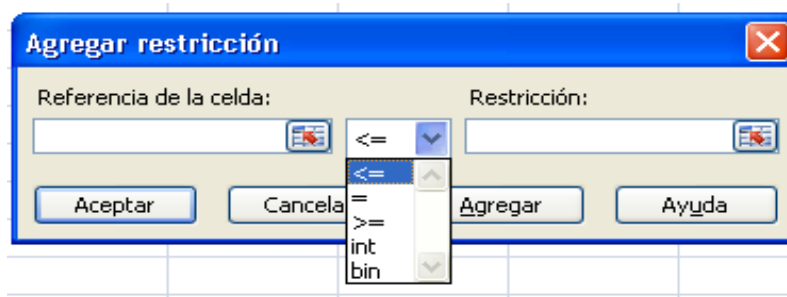 Agregar restricción
Referencia de la celda: Restricción:
<=
Aceptar Cancela Agregar Ayuda
<=
=
>=
int
bin